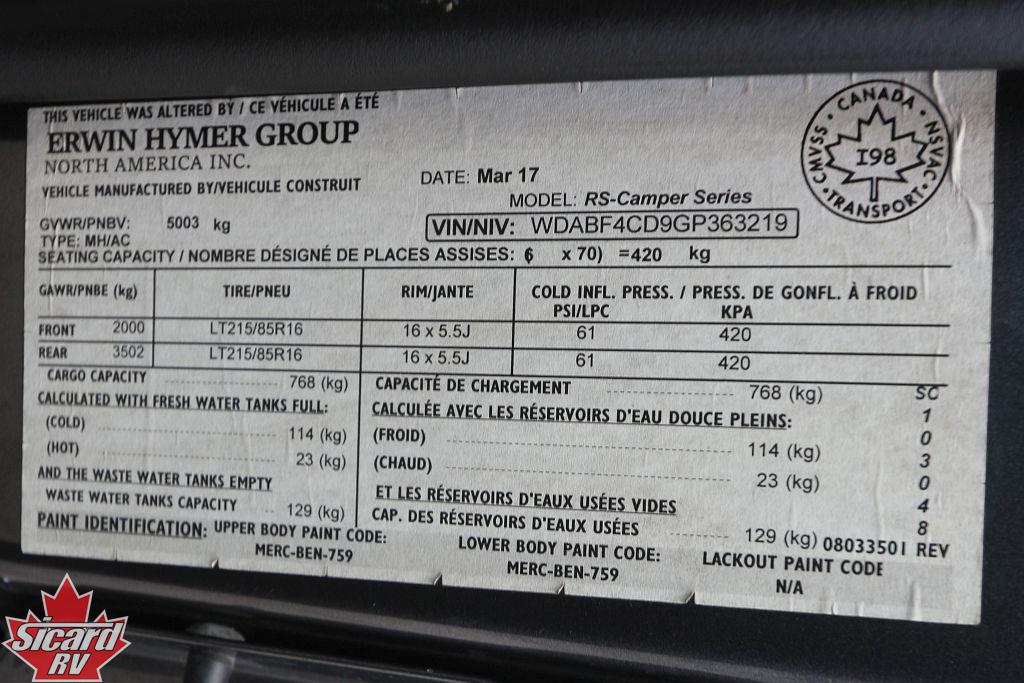 THIS VEHICLE WAS ALTERED BY / CE VÉHICULE A ÉTÉ
ERWIN HYMER GROUP
NORTH AMERICA INC.
VEHICLE MANUFACTURED BY/VEHICULE CONSTRUIT
DATE: Mar 17
MODEL: RS-Camper Series
CANADA
CMVSS NSVAC
I98
TRANSPORT
GVWR/PNBV: 5003 kg
VIN/NIV: WDABF4CD9GP363219
TYPE: MH/AC
SEATING CAPACITY / NOMBRE DÉSIGNÉ DE PLACES ASSISES: (6 x 70) =420 kg
GAWR/PNBE (kg) TIRE/PNEU RIM/JANTE COLD INFL. PRESS. / PRESS. DE GONFL. À FROID
PSI/LPC KPA
FRONT 2000 LT215/85R16 16 x 5.5J 61 420
REAR 3502 LT215/85R16 16 x 5.5J 61 420
CARGO CAPACITY 768 (kg)
CALCULATED WITH FRESH WATER TANKS FULL:
(COLD) 114 (kg)
(HOT) 23 (kg)
AND THE WASTE WATER TANKS EMPTY
WASTE WATER TANKS CAPACITY 129 (kg)
CAPACITÉ DE CHARGEMENT 768 (kg)
CALCULÉE AVEC LES RÉSERVOIRS D'EAU DOUCE PLEINS:
(FROID) 114 (kg)
(CHAUD) 23 (kg)
ET LES RÉSERVOIRS D'EAUX USÉES VIDES
CAP. DES RÉSERVOIRS D'EAUX USÉES 129 (kg)
SC
1
0
3
0
4
8
08033501 REV
PAINT IDENTIFICATION: UPPER BODY PAINT CODE:
MERC-BEN-759
LOWER BODY PAINT CODE:
MERC-BEN-759
LACKOUT PAINT CODE
N/A
Sicard
RV